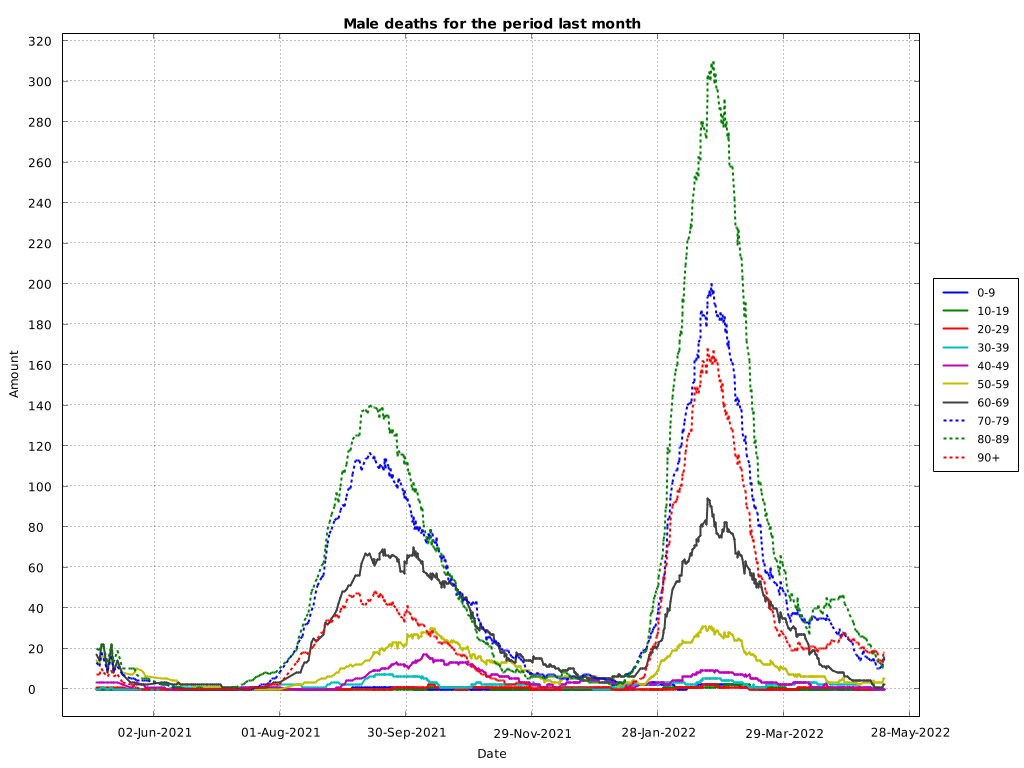 Male deaths for the period last month
320
300
280
260
240
220
200
180
160
140
120
100
80
60
40
20
0
Amount
02-Jun-2021
01-Aug-2021
30-Sep-2021
29-Nov-2021
28-Jan-2022
29-Mar-2022
28-May-2022
Date
0-9
10-19
20-29
30-39
40-49
50-59
60-69
70-79
80-89
90+